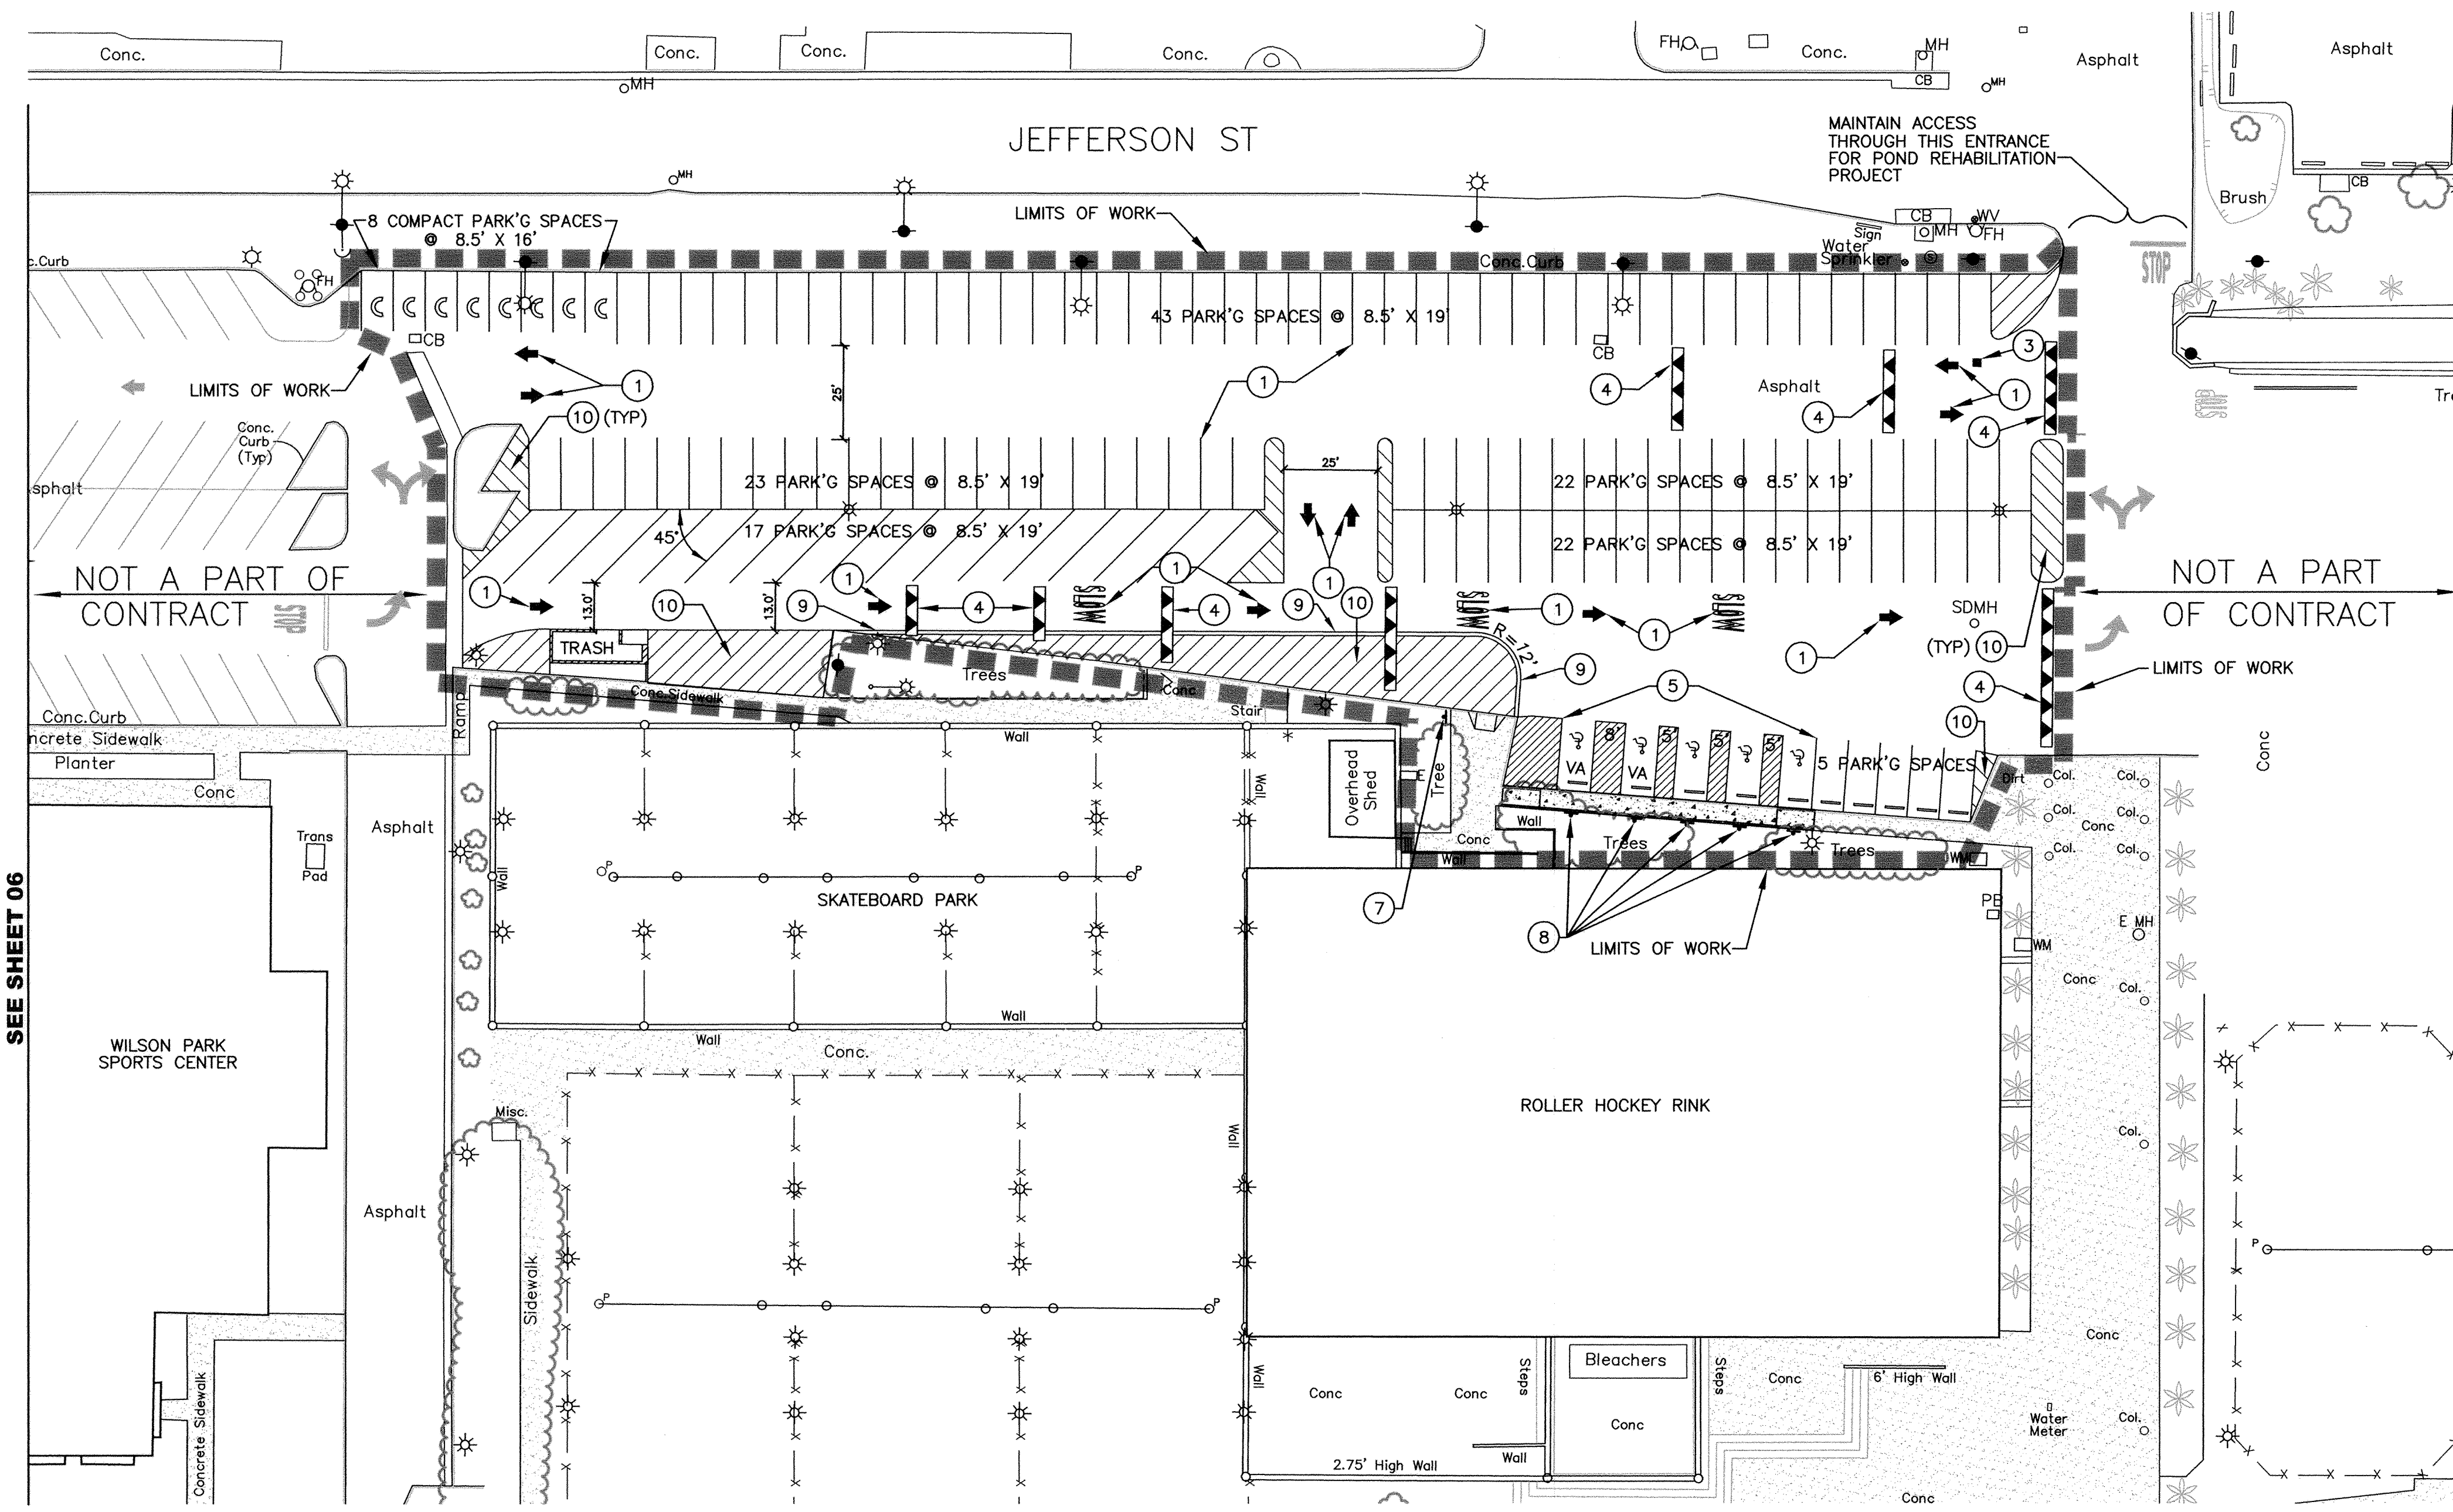 Conc.
Conc.
Conc.
Conc.
FH
Conc.
MH
CB
MH
Asphalt
Asphalt
MH
JEFFERSON ST
MAINTAIN ACCESS
THROUGH THIS ENTRANCE
FOR POND REHABILITATION
PROJECT
Brush
CB
MH
8 COMPACT PARK'G SPACES
@ 8.5' X 16'
LIMITS OF WORK
CB
WV
Sign
MH
FH
Water
Sprinkler
S
Conc.Curb
STOP
c.Curb
FH
C C C C C C C C
43 PARK'G SPACES @ 8.5' X 19'
CB
CB
LIMITS OF WORK
1
10 (TYP)
25'
1
4
Asphalt
4
3
1
4
STOP
Tr
Conc.
Curb
(Typ)
sphalt
23 PARK'G SPACES @ 8.5' X 19'
25'
22 PARK'G SPACES @ 8.5' X 19'
45°
17 PARK'G SPACES @ 8.5' X 19'
22 PARK'G SPACES @ 8.5' X 19'
NOT A PART OF
CONTRACT
STOP
NOT A PART
OF CONTRACT
1
13.0'
10
13.0'
9
1
4
SLOW
1
4
1
9
10
SLOW
1
1
SLOW
1
SDMH
(TYP) 10
R=12'
9
TRASH
Trees
Conc
Conc.Sidewalk
Ramp
Stair
5
4
LIMITS OF WORK
10
Conc.Curb
ncrete Sidewalk
Planter
Conc
Wall
Wall
Overhead
Shed
E
Tree
VA
8'
VA
5'
5'
5'
5 PARK'G SPACES
Dirt
Conc
Col.
Col.
Col.
Col.
Conc
Col.
Col.
Wall
Conc
Wall
Trees
Trees
WM
Trans
Pad
Asphalt
Wall
P
P
SKATEBOARD PARK
7
8
LIMITS OF WORK
PB
E MH
WM
Conc
Col.
SEE SHEET 06
WILSON PARK
SPORTS CENTER
Wall
Wall
Conc.
Misc.
ROLLER HOCKEY RINK
Wall
Col.
Asphalt
Sidewalk
P
P
P
Conc
Concrete Sidewalk
Wall
Conc
Conc
Steps
Bleachers
Conc
Steps
Conc
6' High Wall
Water
Meter
Col.
2.75' High Wall
Wall
Conc